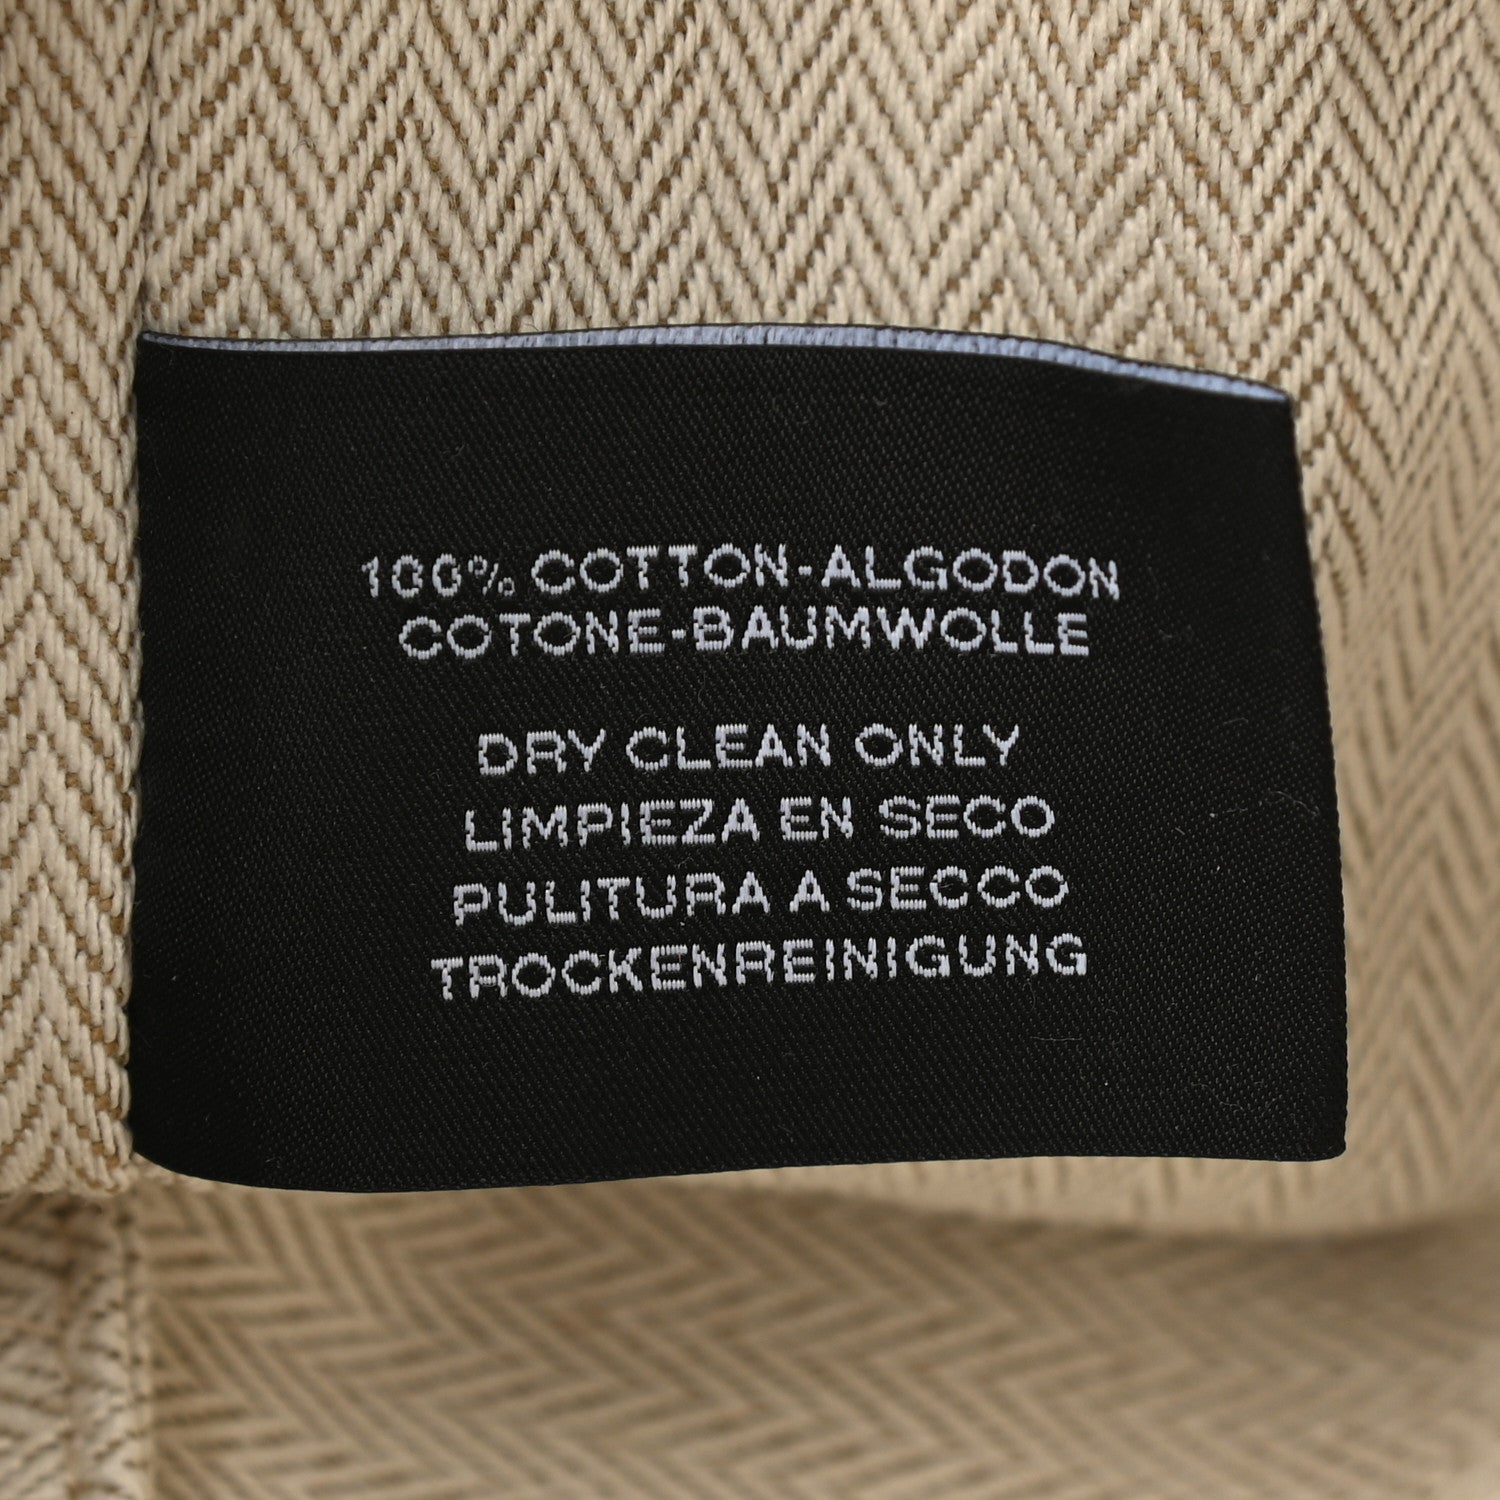 100% COTTON-ALGODON
COTONE-BAUMWOLLE
DRY CLEAN ONLY
LIMPIEZA EN SECO
PULITURA A SECCO
TROCKENREINIGUNG